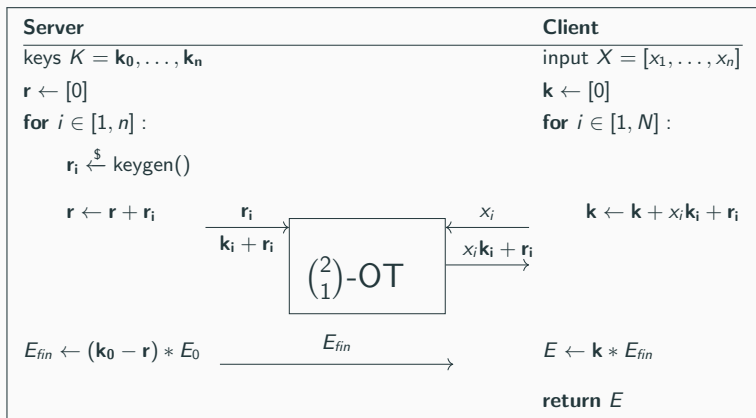 Server Client
keys K = k₀, . . . , kₙ input X = [x₁, . . . , xₙ]
r ← [0] k ← [0]
for i ∈ [1, n] : for i ∈ [1, N] :
rᵢ ←$ keygen()
r ← r + rᵢ rᵢ xᵢ k ← k + xᵢkᵢ + rᵢ
kᵢ + rᵢ xᵢkᵢ + rᵢ
(2 1)-OT
E_fin ← (k₀ − r) ∗ E₀ E_fin E ← k ∗ E_fin
return E